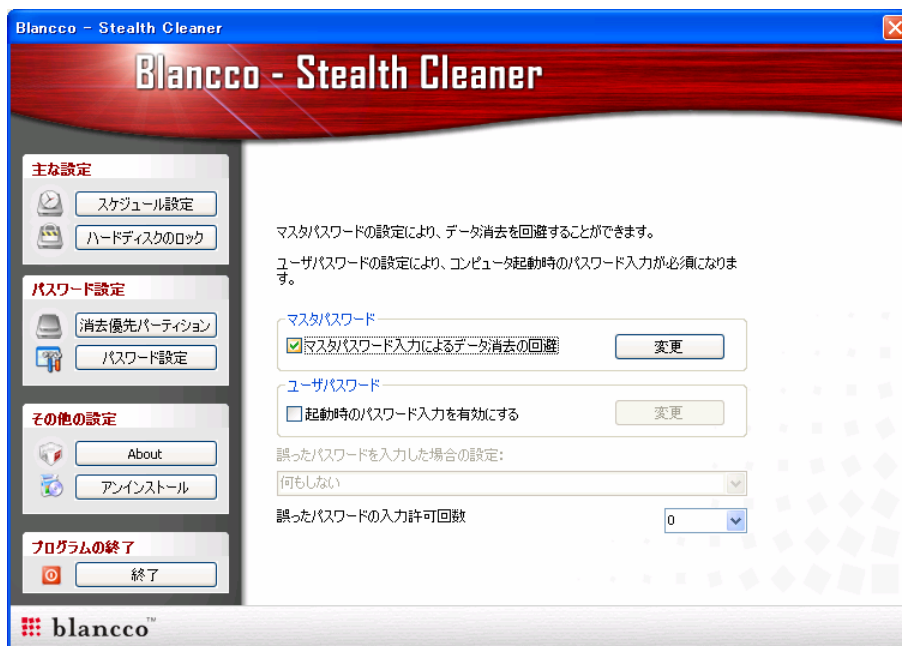 Blancco - Stealth Cleaner
Blancco - Stealth Cleaner
主な設定
スケジュール設定
ハードディスクのロック
パスワード設定
消去優先パーティション
パスワード設定
その他の設定
About
アンインストール
プログラムの終了
終了
マスタパスワードの設定により、データ消去を回避することができます。
ユーザパスワードの設定により、コンピュータ起動時のパスワード入力が必須になりま
す。
マスタパスワード
マスタパスワード入力によるデータ消去の回避
変更
ユーザパスワード
起動時のパスワード入力を有効にする
変更
誤ったパスワードを入力した場合の設定:
何もしない
誤ったパスワードの入力許可回数
0
blancco™